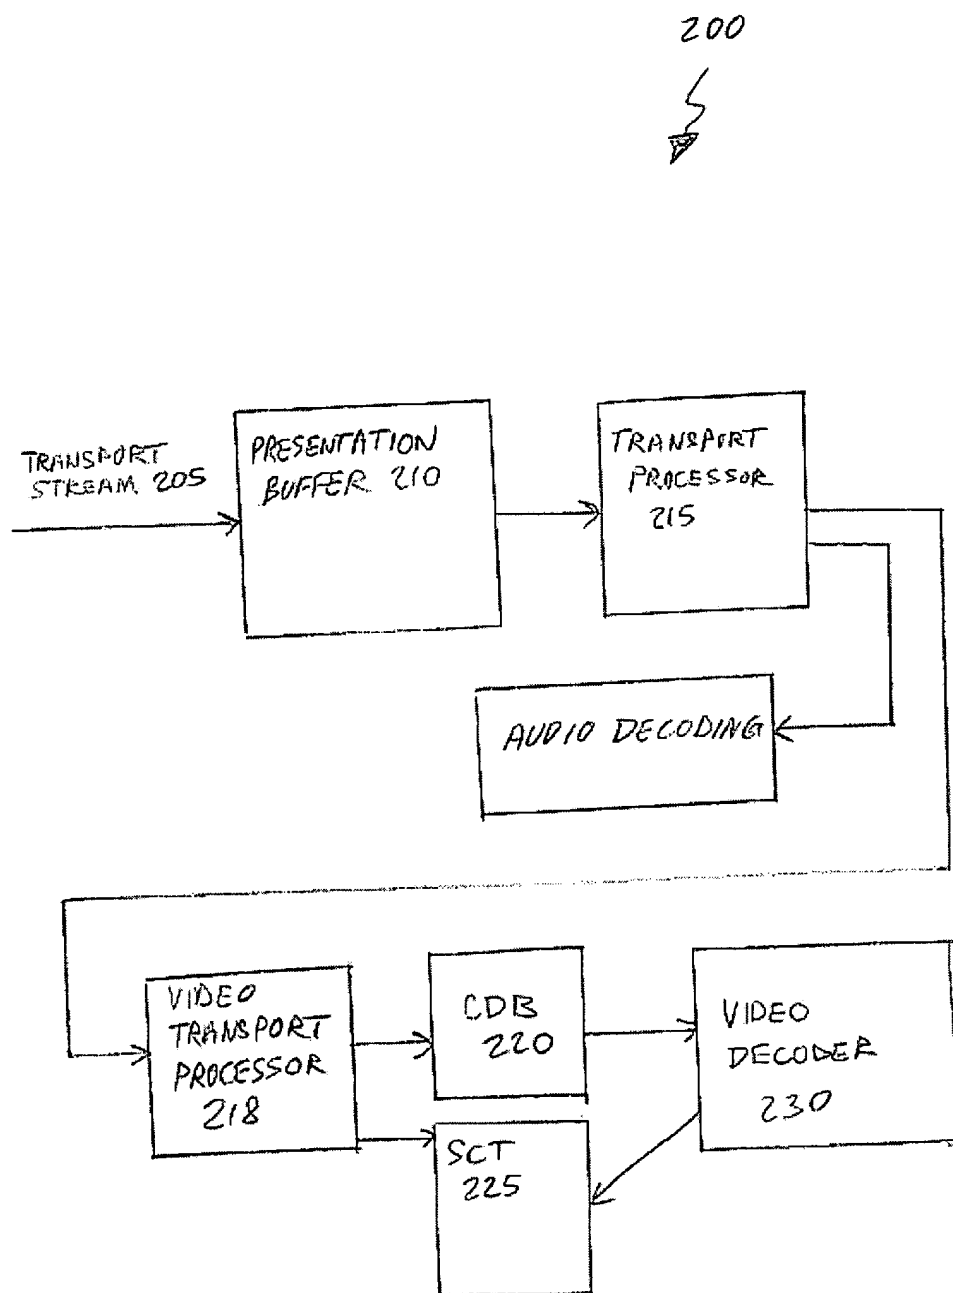 200
TRANSPORT
STREAM 205
PRESENTATION
BUFFER 210
TRANSPORT
PROCESSOR
215
AUDIO DECODING
VIDEO
TRANSPORT
PROCESSOR
218
CDB
220
SCT
225
VIDEO
DECODER
230